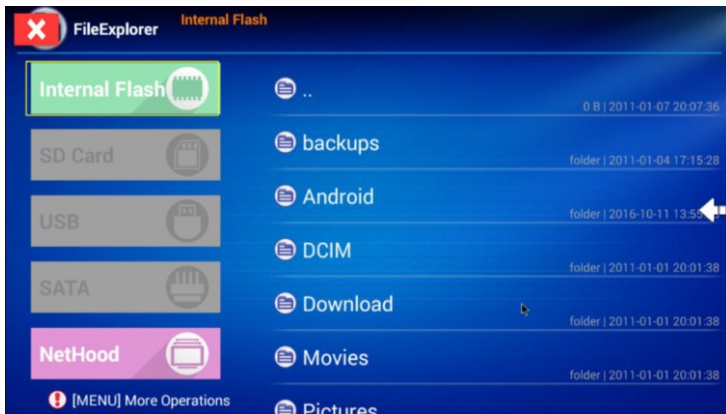 FileExplorer
Internal Flash
Internal Flash
SD Card
USB
SATA
NetHood
[MENU] More Operations
..
0 B | 2011-01-07 20:07:36
backups
folder | 2011-01-04 17:15:28
Android
folder | 2016-10-11
DCIM
folder | 2011-01-01 20:01:38
Download
folder | 2011-01-01 20:01:38
Movies
folder | 2011-01-01 20:01:38
Pictures